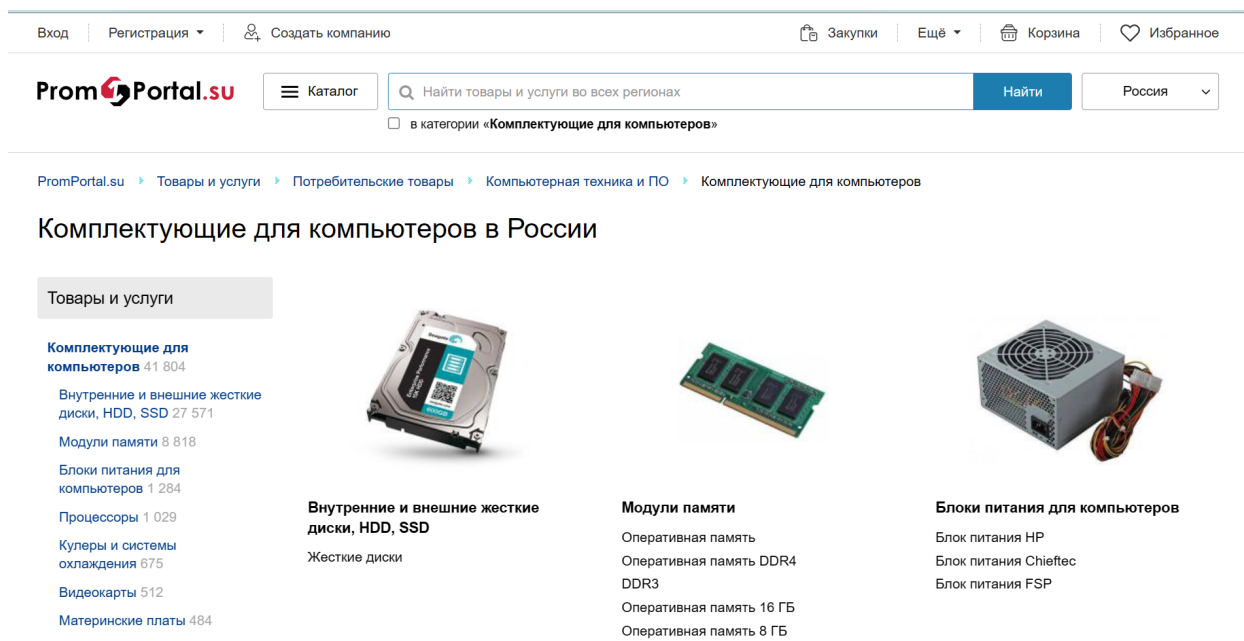 Вход
Регистрация
Создать компанию
Закупки
Ещё
Корзина
Избранное
PromPortal.su
Каталог
Найти товары и услуги во всех регионах
Найти
Россия
в категории «Комплектующие для компьютеров»
PromPortal.su
Товары и услуги
Потребительские товары
Компьютерная техника и ПО
Комплектующие для компьютеров
Комплектующие для компьютеров в России
Товары и услуги
Комплектующие для
компьютеров 41 804
Внутренние и внешние жесткие
диски, HDD, SSD 27 571
Модули памяти 8 818
Блоки питания для
компьютеров 1 284
Процессоры 1 029
Кулеры и системы
охлаждения 675
Видеокарты 512
Материнские платы 484
Seagate
600GB
Внутренние и внешние жесткие
диски, HDD, SSD
Жесткие диски
Модули памяти
Оперативная память
Оперативная память DDR4
DDR3
Оперативная память 16 ГБ
Оперативная память 8 ГБ
Блоки питания для компьютеров
Блок питания HP
Блок питания Chieftec
Блок питания FSP